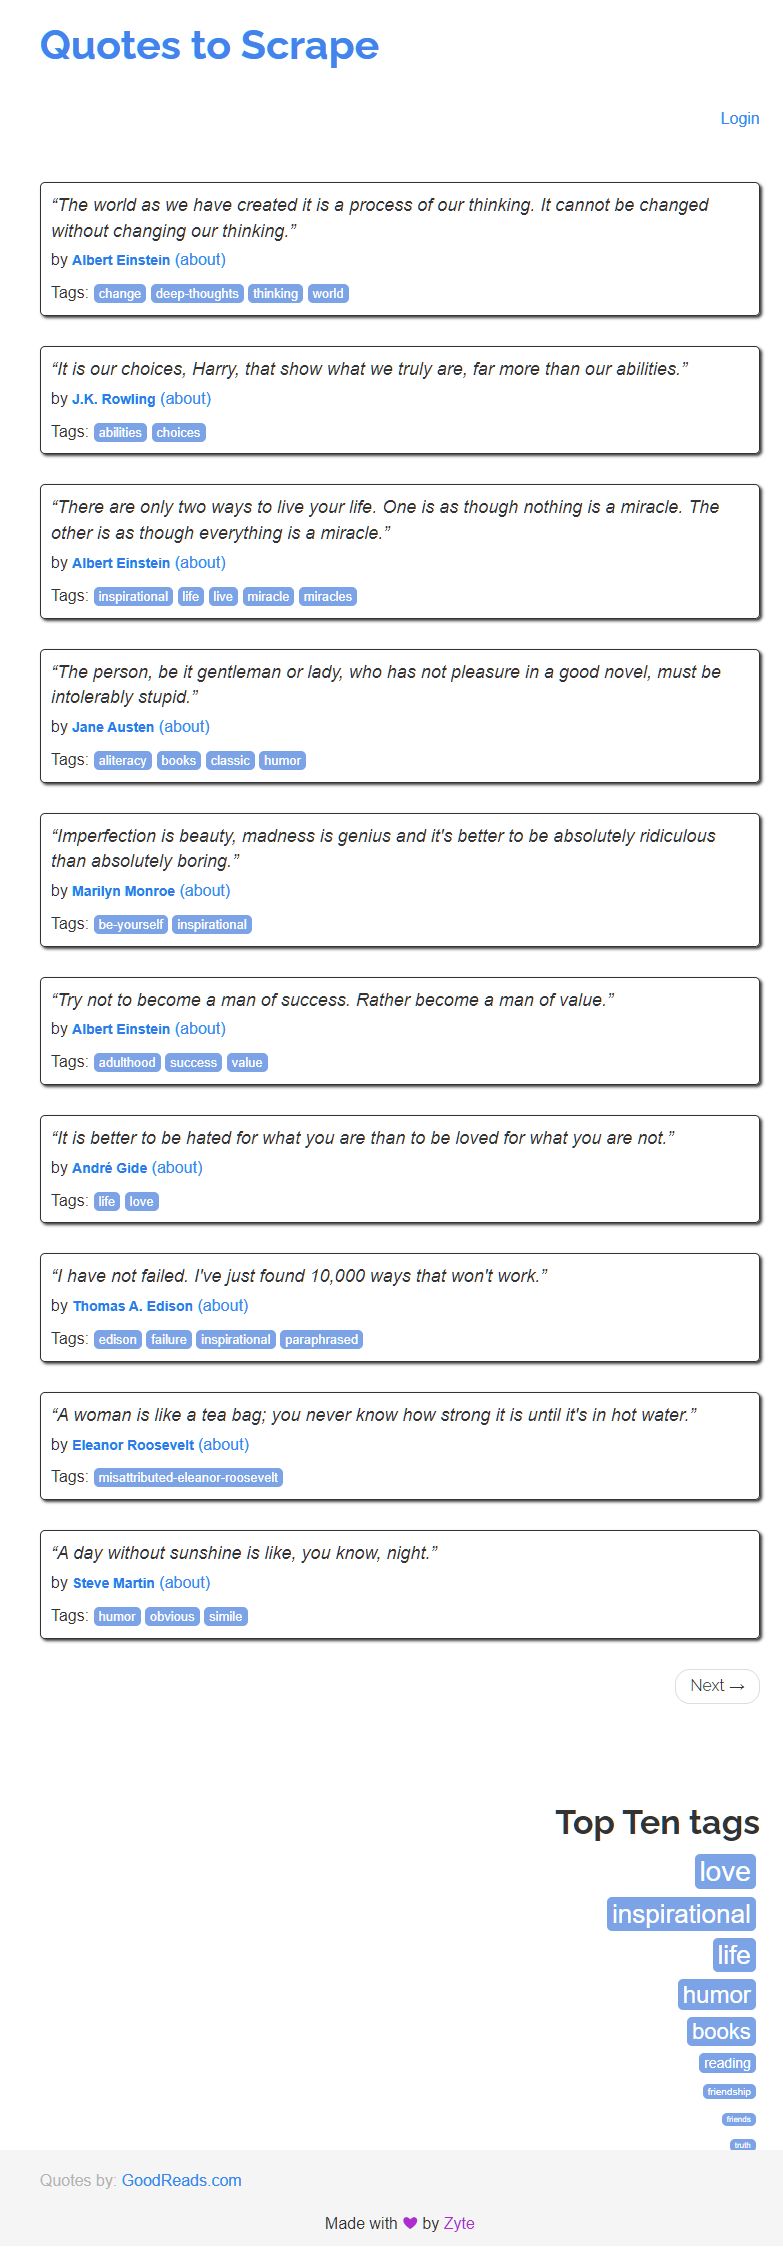 Quotes to Scrape
Login
“The world as we have created it is a process of our thinking. It cannot be changed
without changing our thinking.”
by Albert Einstein (about)
Tags: change deep-thoughts thinking world
“It is our choices, Harry, that show what we truly are, far more than our abilities.”
by J.K. Rowling (about)
Tags: abilities choices
“There are only two ways to live your life. One is as though nothing is a miracle. The
other is as though everything is a miracle.”
by Albert Einstein (about)
Tags: inspirational life live miracle miracles
“The person, be it gentleman or lady, who has not pleasure in a good novel, must be
intolerably stupid.”
by Jane Austen (about)
Tags: aliteracy books classic humor
“Imperfection is beauty, madness is genius and it's better to be absolutely ridiculous
than absolutely boring.”
by Marilyn Monroe (about)
Tags: be-yourself inspirational
“Try not to become a man of success. Rather become a man of value.”
by Albert Einstein (about)
Tags: adulthood success value
“It is better to be hated for what you are than to be loved for what you are not.”
by André Gide (about)
Tags: life love
“I have not failed. I've just found 10,000 ways that won't work.”
by Thomas A. Edison (about)
Tags: edison failure inspirational paraphrased
“A woman is like a tea bag; you never know how strong it is until it's in hot water.”
by Eleanor Roosevelt (about)
Tags: misattributed-eleanor-roosevelt
“A day without sunshine is like, you know, night.”
by Steve Martin (about)
Tags: humor obvious simile
Next →
Top Ten tags
love
inspirational
life
humor
books
reading
friendship
friends
truth
Quotes by: GoodReads.com
Made with ❤ by Zyte